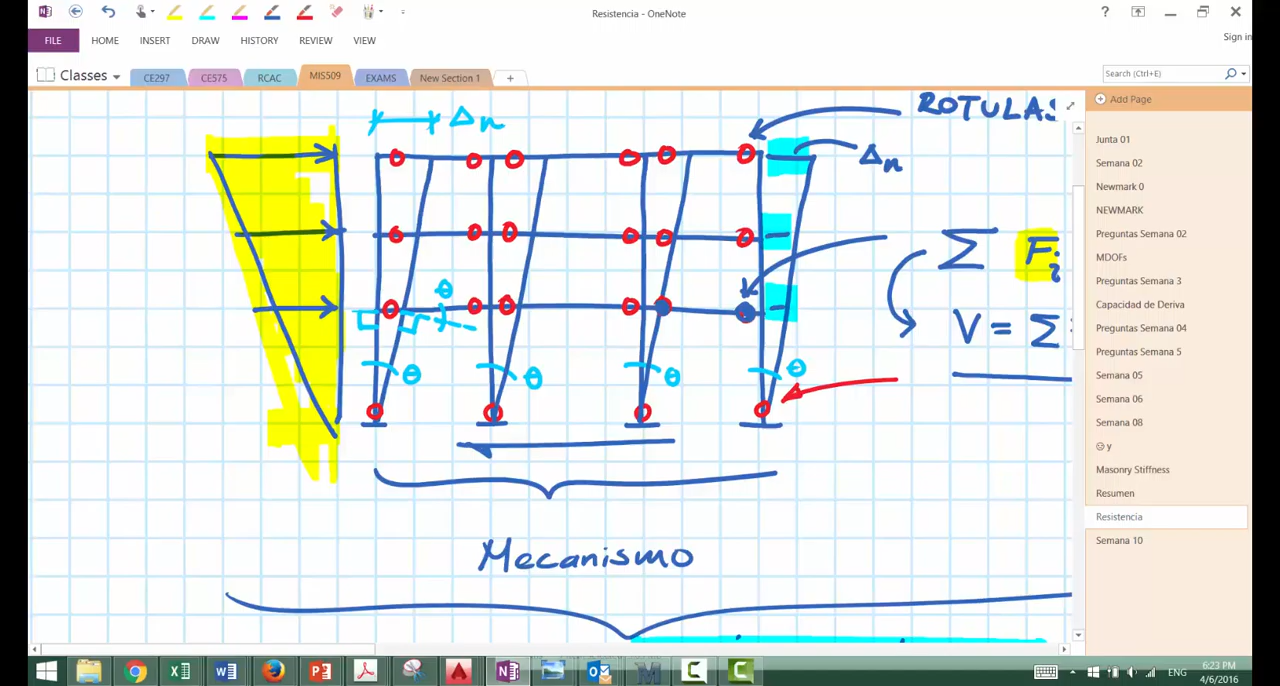 Resistencia - OneNote
Sign in
FILE HOME INSERT DRAW HISTORY REVIEW VIEW
Classes CE297 CE575 RCAC MIS509 EXAMS New Section 1
Search (Ctrl+E)
Add Page
Junta 01
Semana 02
Newmark 0
NEWMARK
Preguntas Semana 02
MDOFs
Preguntas Semana 3
Capacidad de Deriva
Preguntas Semana 04
Preguntas Semana 5
Semana 05
Semana 06
Semana 08
☺ y
Masonry Stiffness
Resumen
Resistencia
Semana 10
ROTULAS
Δn
Δn
Σ Fi
V = Σ
θ
θ θ θ θ
Mecanismo
ENG
6:23 PM
4/6/2016